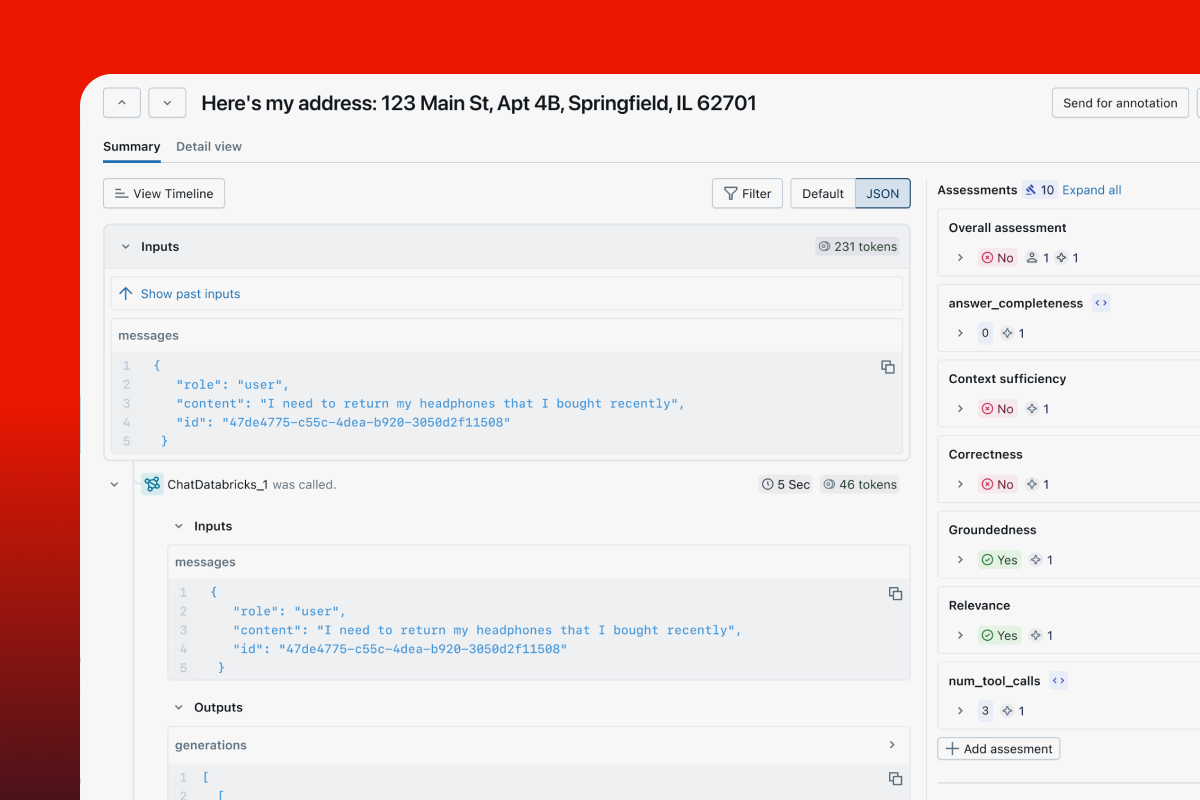 Here's my address: 123 Main St, Apt 4B, Springfield, IL 62701
Send for annotation
Summary
Detail view
View Timeline
Filter
Default
JSON
Inputs
231 tokens
Show past inputs
messages
1 {
2 "role": "user",
3 "content": "I need to return my headphones that I bought recently",
4 "id": "47de4775-c55c-4dea-b920-3050d2f11508"
5 }
ChatDatabricks_1 was called.
5 Sec
46 tokens
Inputs
messages
1 {
2 "role": "user",
3 "content": "I need to return my headphones that I bought recently",
4 "id": "47de4775-c55c-4dea-b920-3050d2f11508"
5 }
Outputs
generations
1 [
2 [
Assessments 10 Expand all
Overall assessment
No 1 1
answer_completeness <>
0 1
Context sufficiency
No 1
Correctness
No 1
Groundedness
Yes 1
Relevance
Yes 1
num_tool_calls <>
3 1
Add assesment